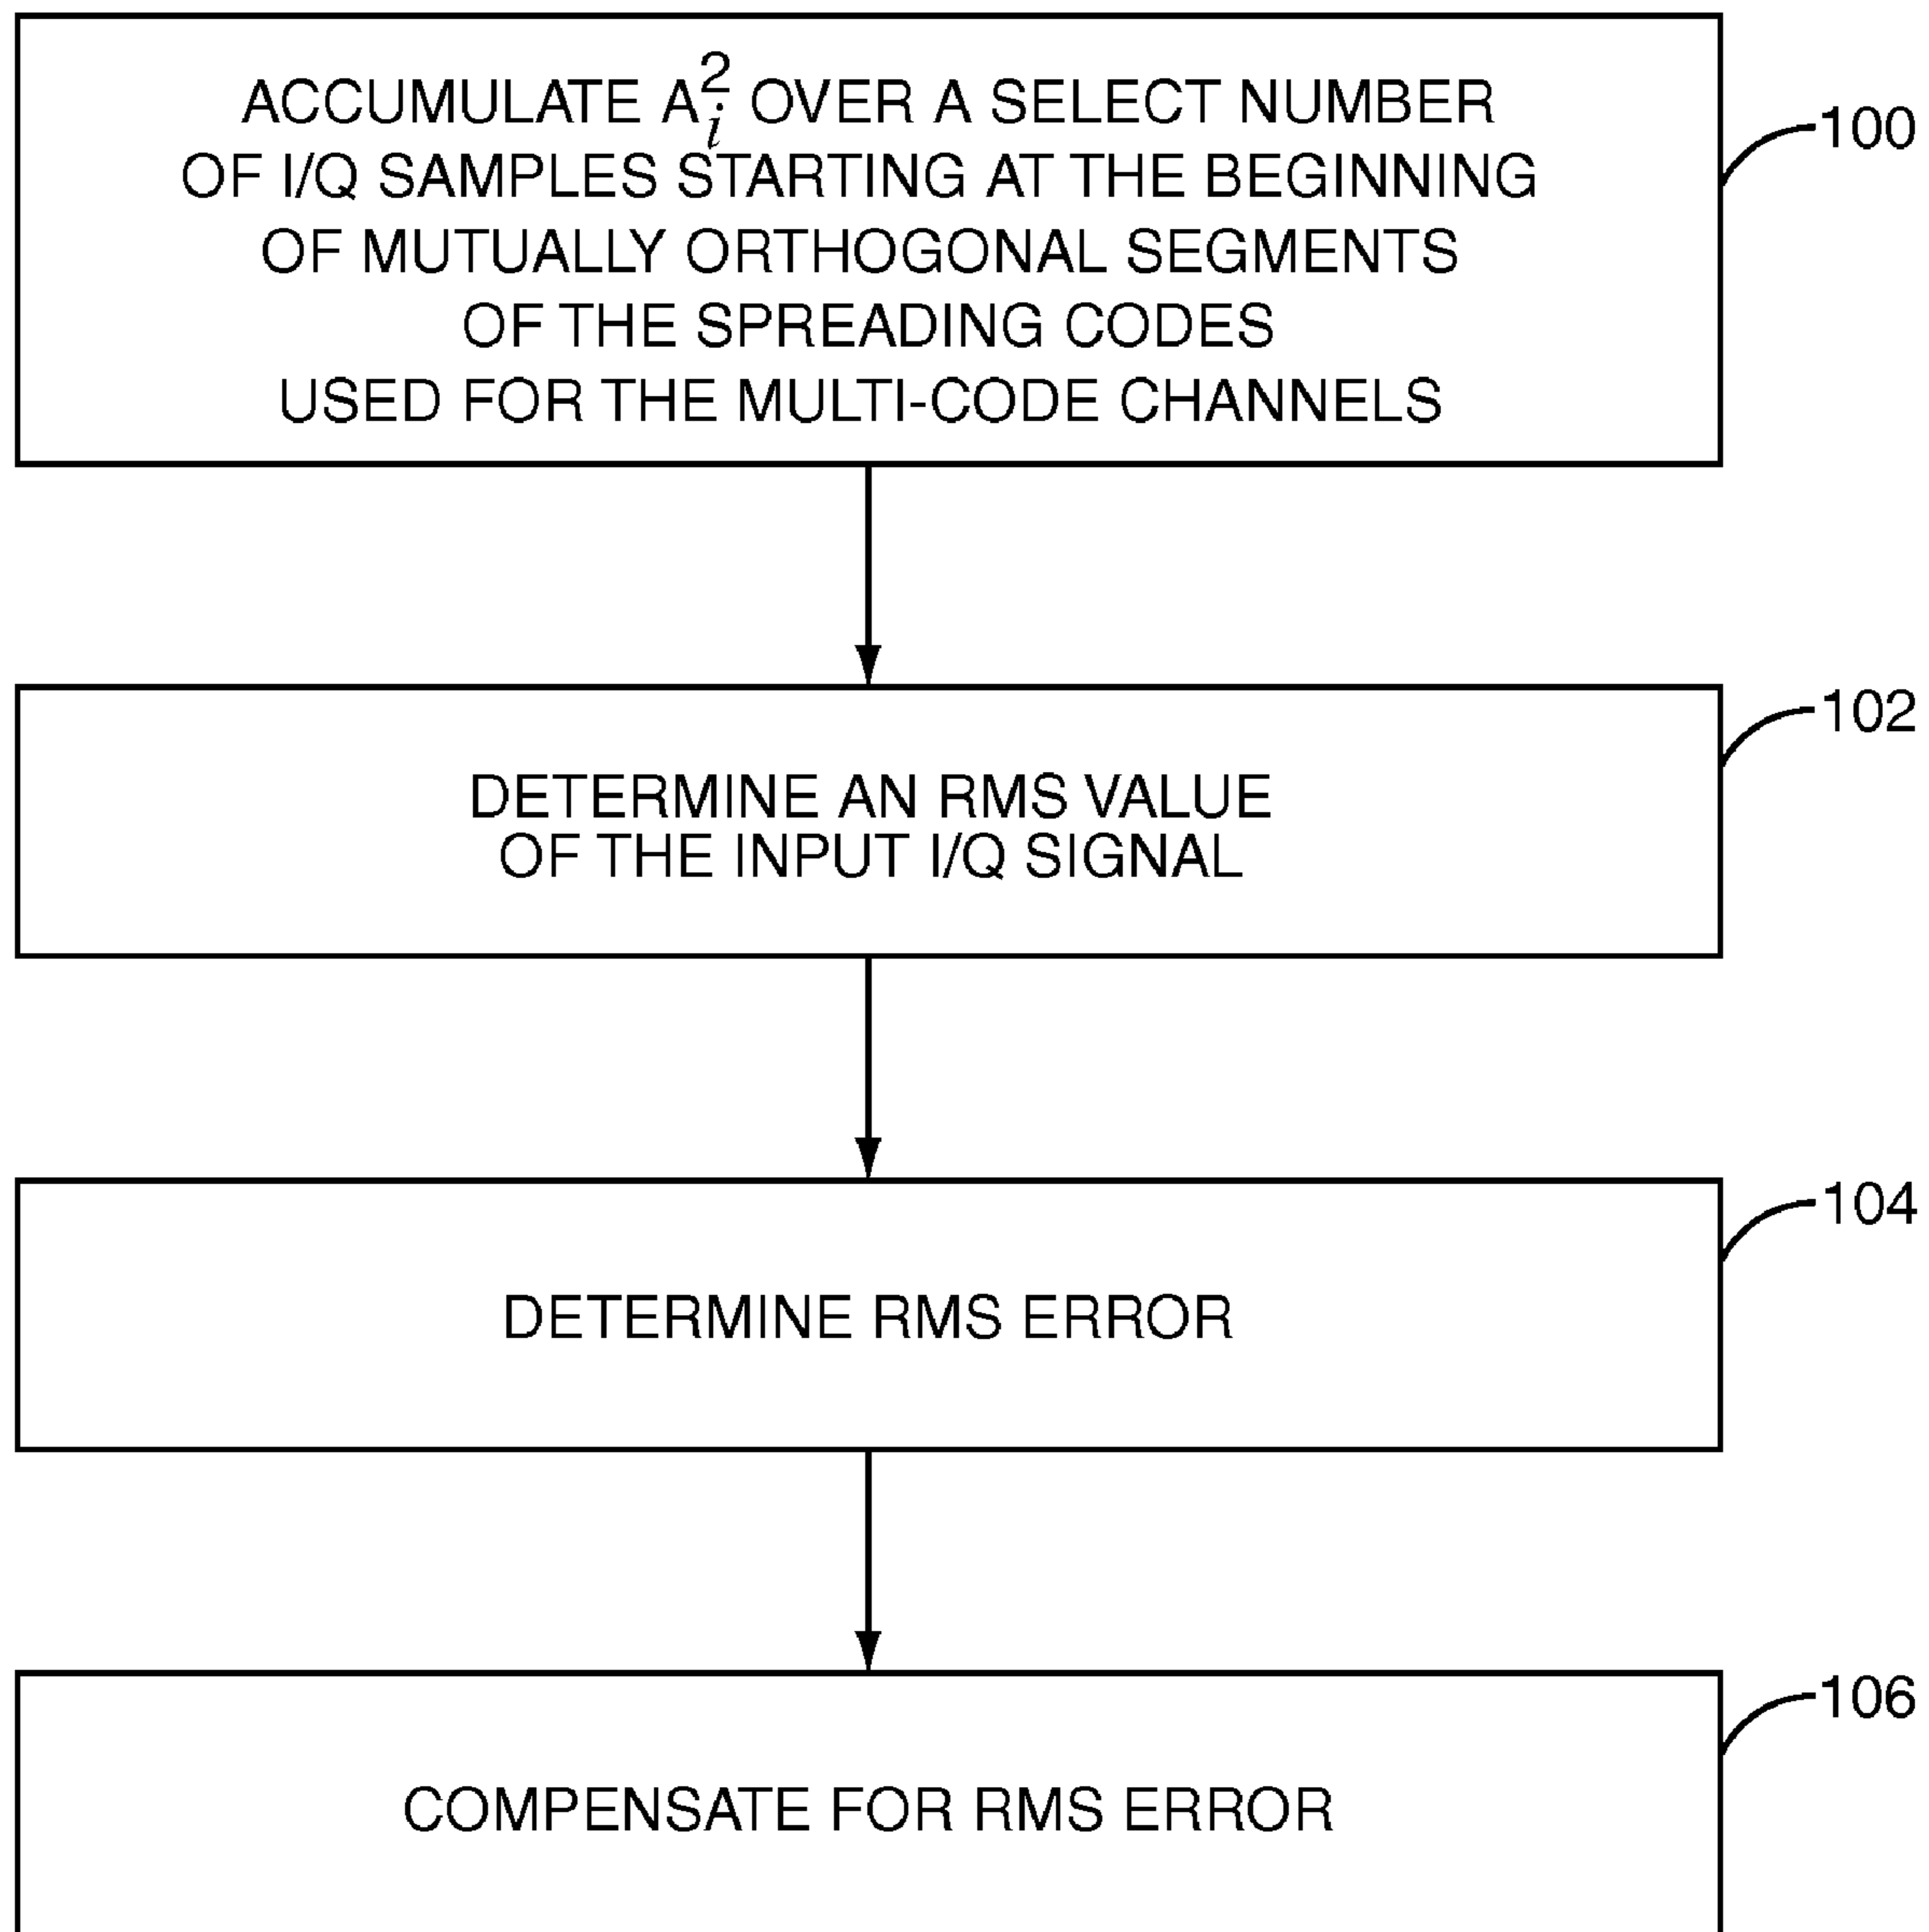 ACCUMULATE A²ᵢ OVER A SELECT NUMBER
OF I/Q SAMPLES STARTING AT THE BEGINNING
OF MUTUALLY ORTHOGONAL SEGMENTS
OF THE SPREADING CODES
USED FOR THE MULTI-CODE CHANNELS
100
DETERMINE AN RMS VALUE
OF THE INPUT I/Q SIGNAL
102
DETERMINE RMS ERROR
104
COMPENSATE FOR RMS ERROR
106